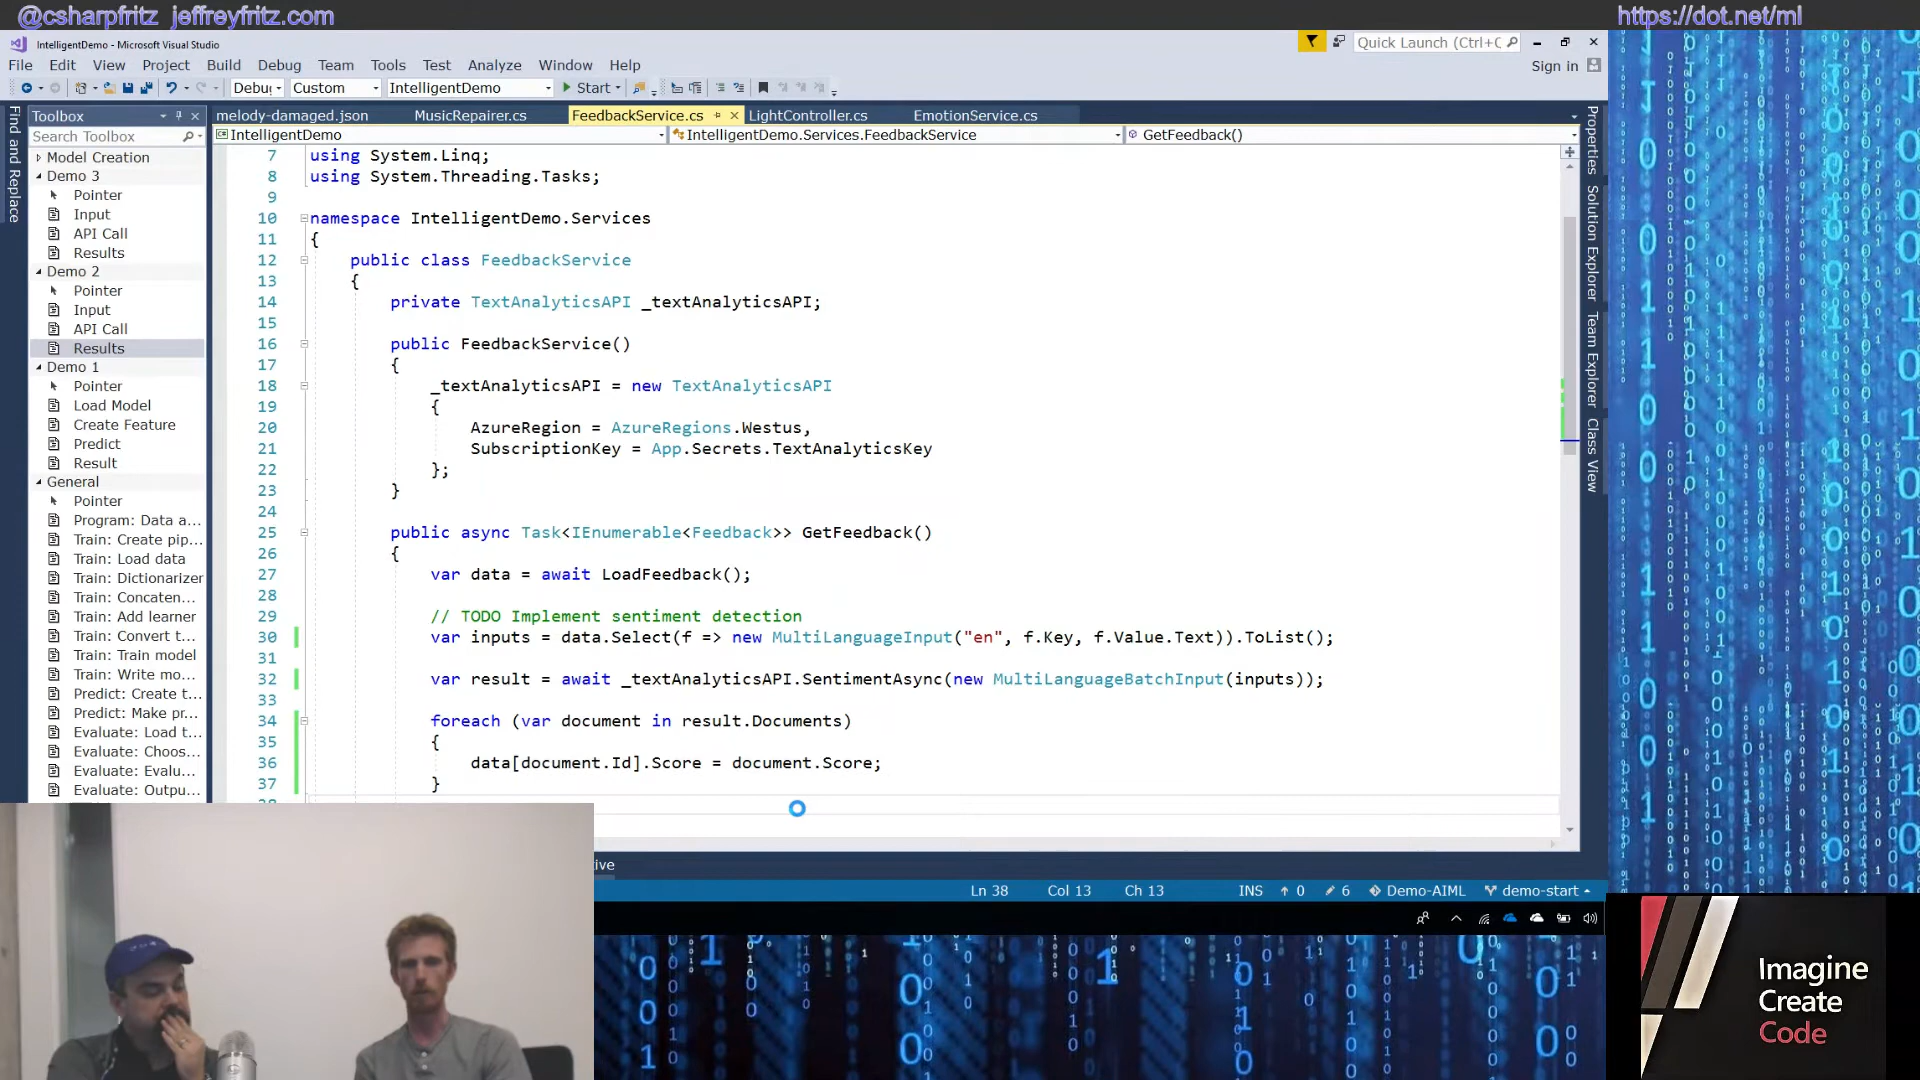 @csharpfritz jeffreyfritz.com
https://dot.net/ml
IntelligentDemo - Microsoft Visual Studio
Quick Launch (Ctrl+Q
File Edit View Project Build Debug Team Tools Test Analyze Window Help
Sign in
Debug Custom IntelligentDemo Start
Find and Replace
Toolbox
Search Toolbox
Model Creation
Demo 3
Pointer
Input
API Call
Results
Demo 2
Pointer
Input
API Call
Results
Demo 1
Pointer
Load Model
Create Feature
Predict
Result
General
Pointer
Program: Data a...
Train: Create pip...
Train: Load data
Train: Dictionarizer
Train: Concaten...
Train: Add learner
Train: Convert t...
Train: Train model
Train: Write mo...
Predict: Create t...
Predict: Make pr...
Evaluate: Load t...
Evaluate: Choos...
Evaluate: Evalu...
Evaluate: Outpu...
melody-damaged.json MusicRepairer.cs FeedbackService.cs LightController.cs EmotionService.cs
IntelligentDemo IntelligentDemo.Services.FeedbackService GetFeedback()
7 using System.Linq;
8 using System.Threading.Tasks;
9
10 namespace IntelligentDemo.Services
11 {
12 public class FeedbackService
13 {
14 private TextAnalyticsAPI _textAnalyticsAPI;
15
16 public FeedbackService()
17 {
18 _textAnalyticsAPI = new TextAnalyticsAPI
19 {
20 AzureRegion = AzureRegions.Westus,
21 SubscriptionKey = App.Secrets.TextAnalyticsKey
22 };
23 }
24
25 public async Task<IEnumerable<Feedback>> GetFeedback()
26 {
27 var data = await LoadFeedback();
28
29 // TODO Implement sentiment detection
30 var inputs = data.Select(f => new MultiLanguageInput("en", f.Key, f.Value.Text)).ToList();
31
32 var result = await _textAnalyticsAPI.SentimentAsync(new MultiLanguageBatchInput(inputs));
33
34 foreach (var document in result.Documents)
35 {
36 data[document.Id].Score = document.Score;
37 }
Properties
Solution Explorer
Team Explorer
Class View
ive
Ln 38 Col 13 Ch 13 INS 0 6 Demo-AIML demo-start
Imagine
Create
Code